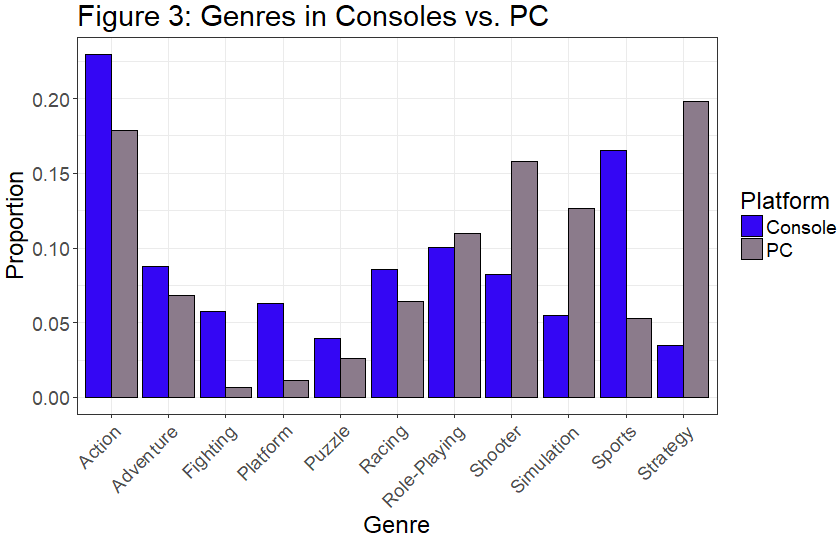 Figure 3: Genres in Consoles vs. PC
Proportion
0.20
0.15
0.10
0.05
0.00
Action
Adventure
Fighting
Platform
Puzzle
Racing
Role-Playing
Shooter
Simulation
Sports
Strategy
Genre
Platform
Console
PC